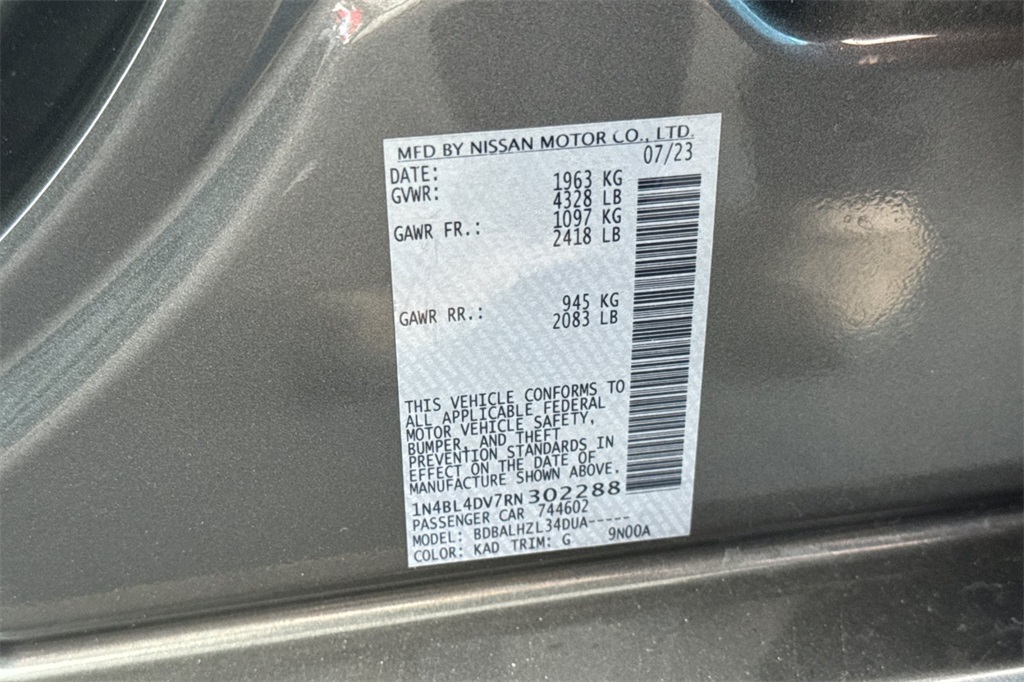 MFD BY NISSAN MOTOR CO., LTD.
DATE: 07/23
GVWR: 1963 KG
4328 LB
GAWR FR.: 1097 KG
2418 LB
GAWR RR.: 945 KG
2083 LB
THIS VEHICLE CONFORMS TO
ALL APPLICABLE FEDERAL
MOTOR VEHICLE SAFETY,
BUMPER, AND THEFT
PREVENTION STANDARDS IN
EFFECT ON THE DATE OF
MANUFACTURE SHOWN ABOVE.
1N4BL4DV7RN302288
PASSENGER CAR 744602
MODEL: BDBALHZL34DUA-----
COLOR: KAD TRIM: G 9N00A